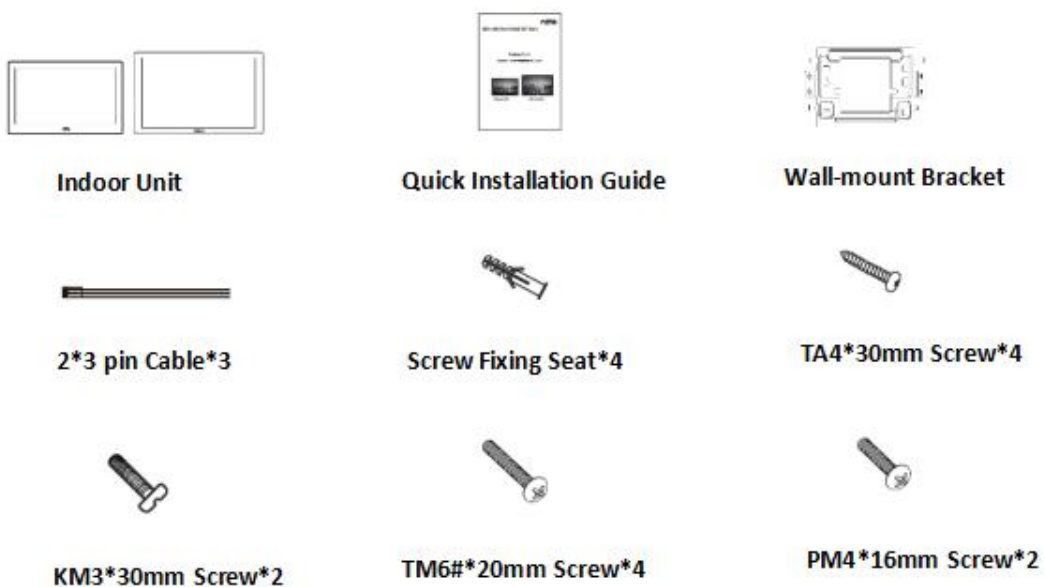 Indoor Unit
Quick Installation Guide
Wall-mount Bracket
2*3 pin Cable*3
Screw Fixing Seat*4
TA4*30mm Screw*4
KM3*30mm Screw*2
TM6#*20mm Screw*4
PM4*16mm Screw*2